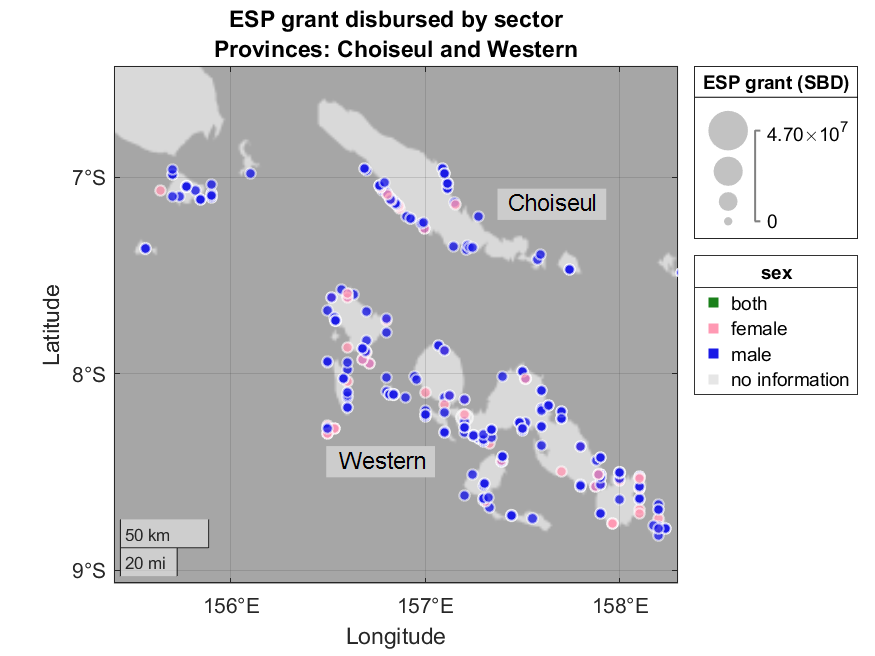 ESP grant disbursed by sector
Provinces: Choiseul and Western
ESP grant (SBD)
4.70×10⁷
0
sex
both
female
male
no information
Choiseul
Western
7°S
8°S
9°S
Latitude
50 km
20 mi
156°E 157°E 158°E
Longitude